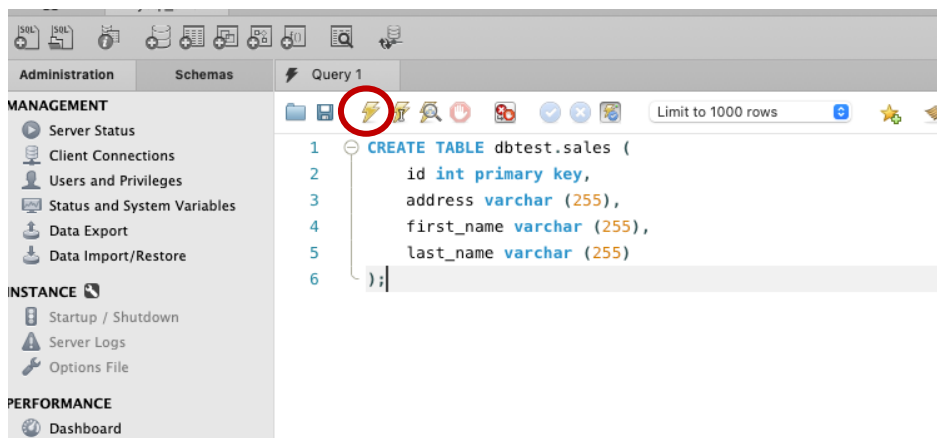 SQL SQL
Administration Schemas Query 1
MANAGEMENT
Server Status
Client Connections
Users and Privileges
Status and System Variables
Data Export
Data Import/Restore
INSTANCE
Startup / Shutdown
Server Logs
Options File
PERFORMANCE
Dashboard
Limit to 1000 rows
1 CREATE TABLE dbtest.sales (
2 id int primary key,
3 address varchar (255),
4 first_name varchar (255),
5 last_name varchar (255)
6 );